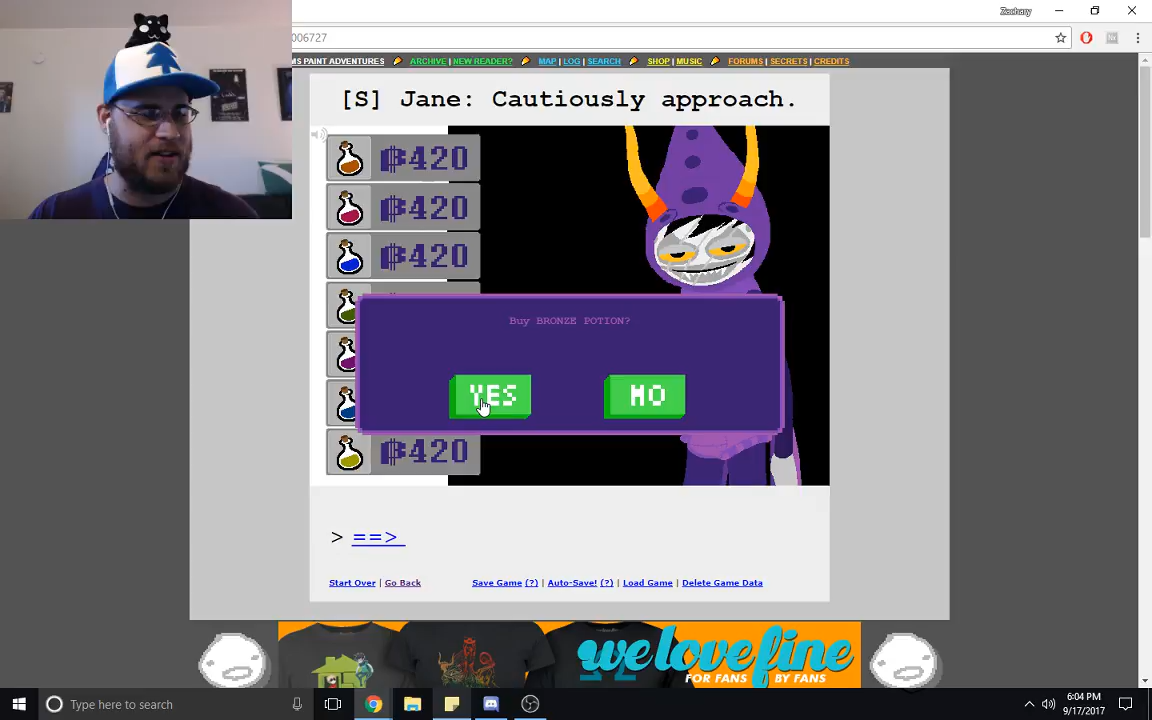 Zachary
006727
MS PAINT ADVENTURES ARCHIVE | NEW READER? MAP | LOG | SEARCH SHOP | MUSIC FORUMS | SECRETS | CREDITS
[S] Jane: Cautiously approach.
420
420
420
Buy BRONZE POTION?
YES NO
420
> ==>
Start Over | Go Back Save Game (?) | Auto-Save! (?) | Load Game | Delete Game Data
welovefine
FOR FANS BY FANS
Type here to search
6:04 PM
9/17/2017